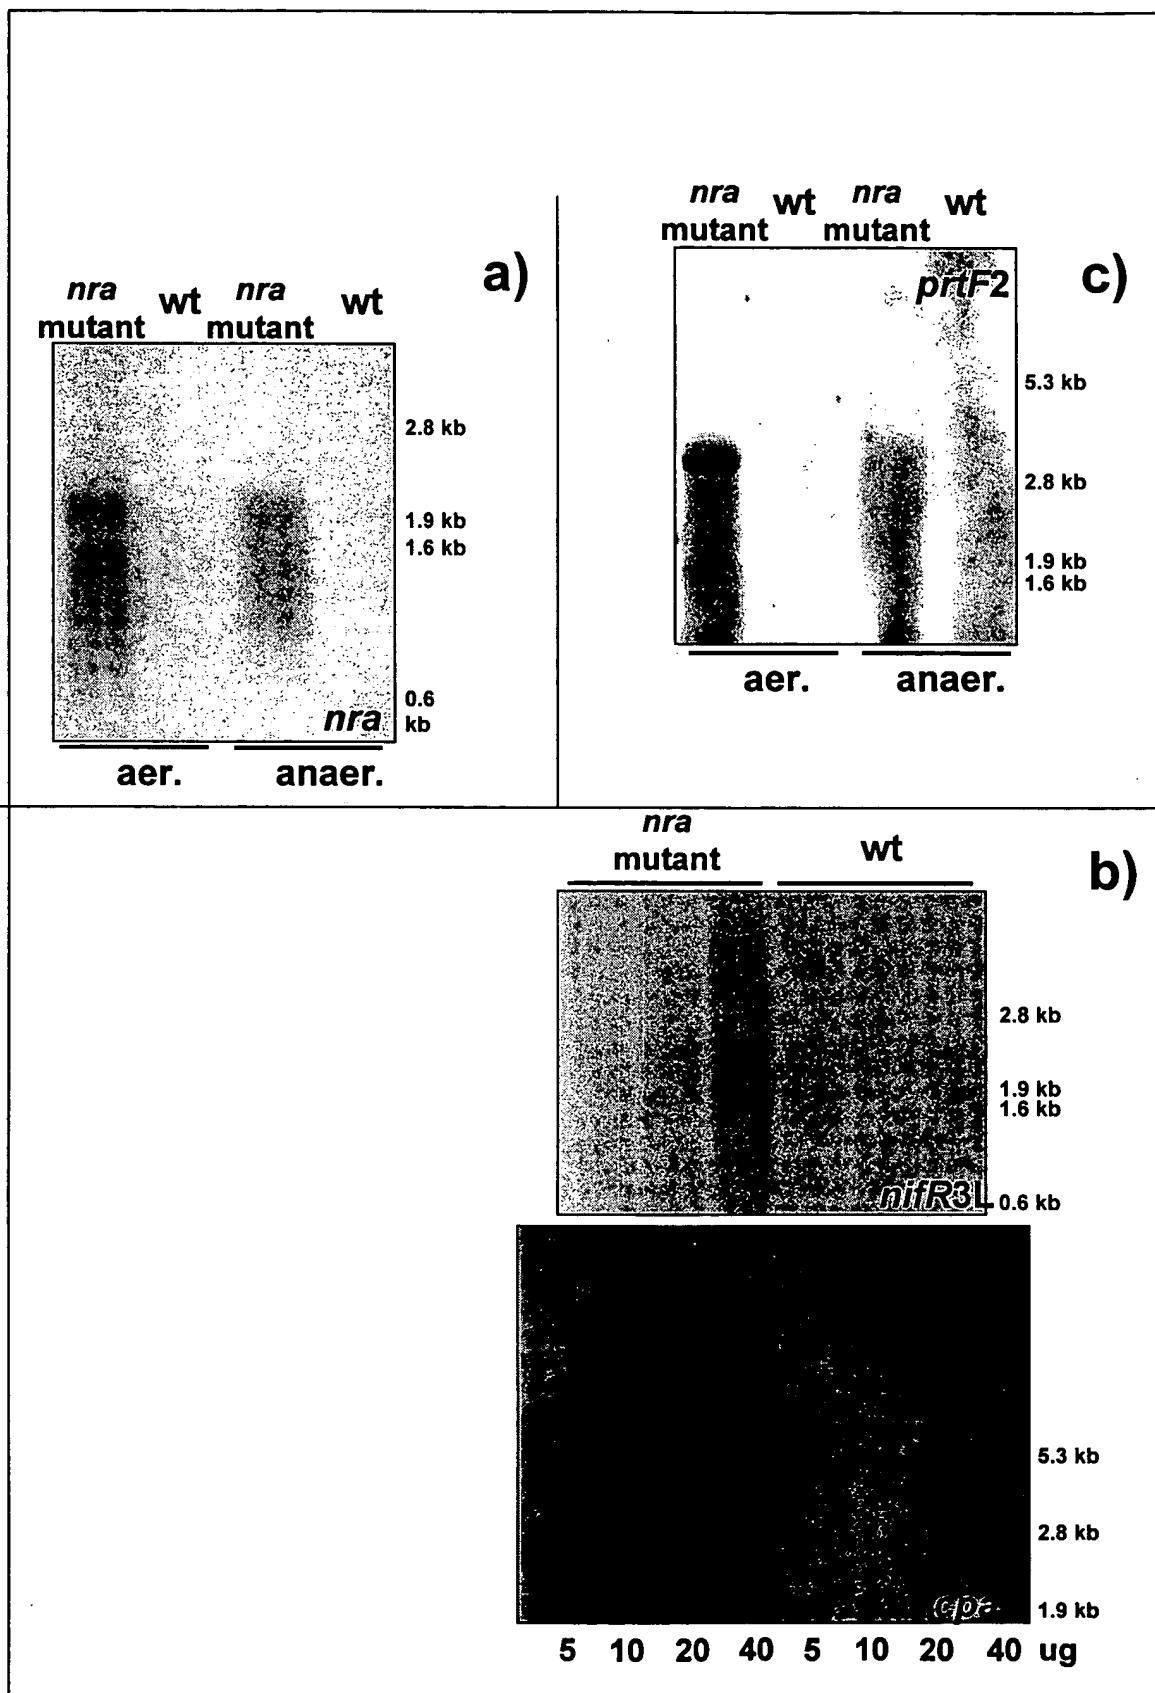 a)
nra wt nra wt
mutant mutant
2.8 kb
1.9 kb
1.6 kb
0.6
kb
nra
aer. anaer.
c)
nra wt nra wt
mutant mutant
prtF2
5.3 kb
2.8 kb
1.9 kb
1.6 kb
aer. anaer.
b)
nra
mutant wt
2.8 kb
1.9 kb
1.6 kb
nifR3L 0.6 kb
5.3 kb
2.8 kb
cpa 1.9 kb
5 10 20 40 5 10 20 40 ug